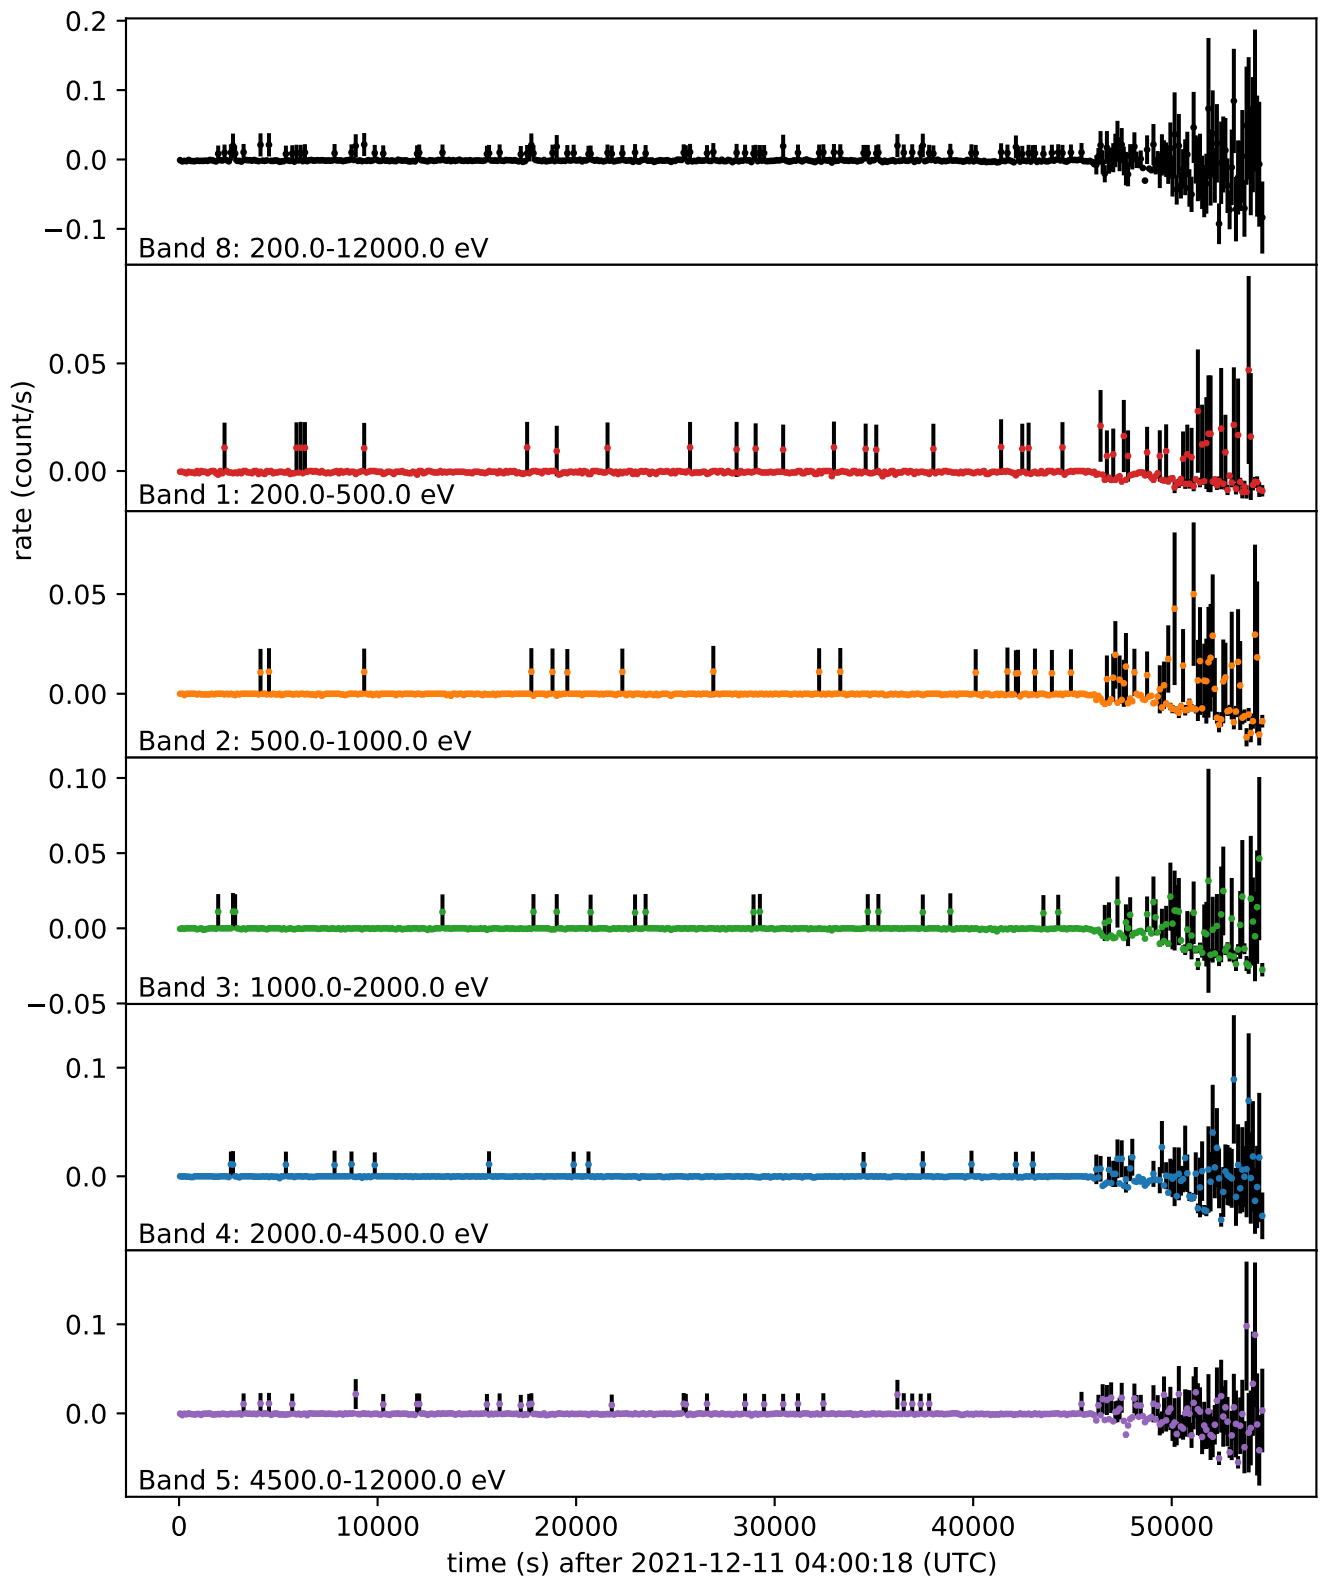 0.2
0.1
0.0
−0.1
Band 8: 200.0-12000.0 eV
0.05
0.00
Band 1: 200.0-500.0 eV
rate (count/s)
0.05
0.00
Band 2: 500.0-1000.0 eV
0.10
0.05
0.00
−0.05
Band 3: 1000.0-2000.0 eV
0.1
0.0
Band 4: 2000.0-4500.0 eV
0.1
0.0
Band 5: 4500.0-12000.0 eV
0 10000 20000 30000 40000 50000
time (s) after 2021-12-11 04:00:18 (UTC)